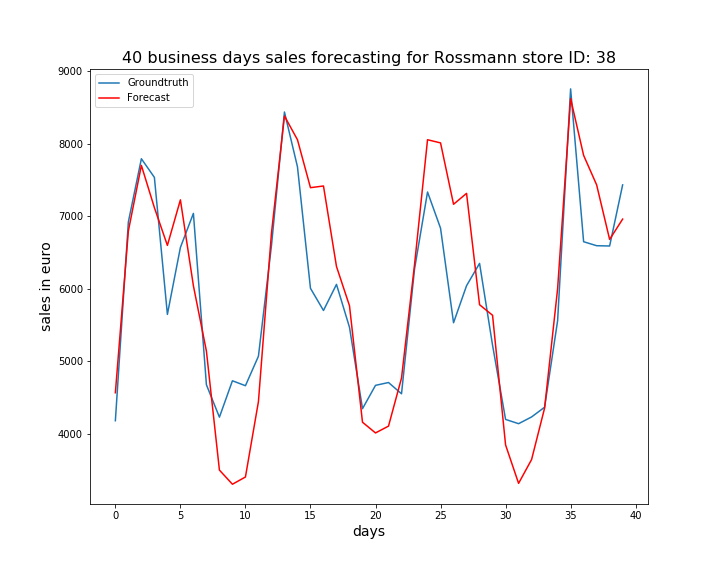 40 business days sales forecasting for Rossmann store ID: 38
Groundtruth
Forecast
9000
8000
7000
6000
5000
4000
sales in euro
0 5 10 15 20 25 30 35 40
days